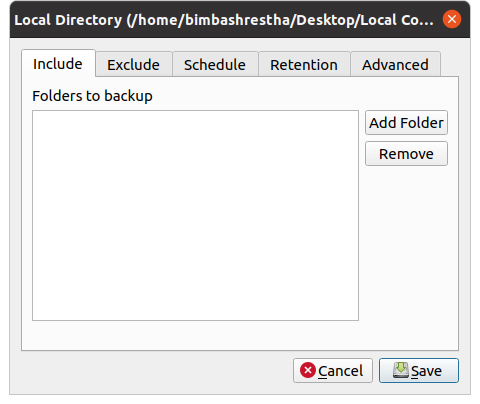 Local Directory (/home/bimbashrestha/Desktop/Local Co...
Include Exclude Schedule Retention Advanced
Folders to backup
Add Folder
Remove
Cancel Save